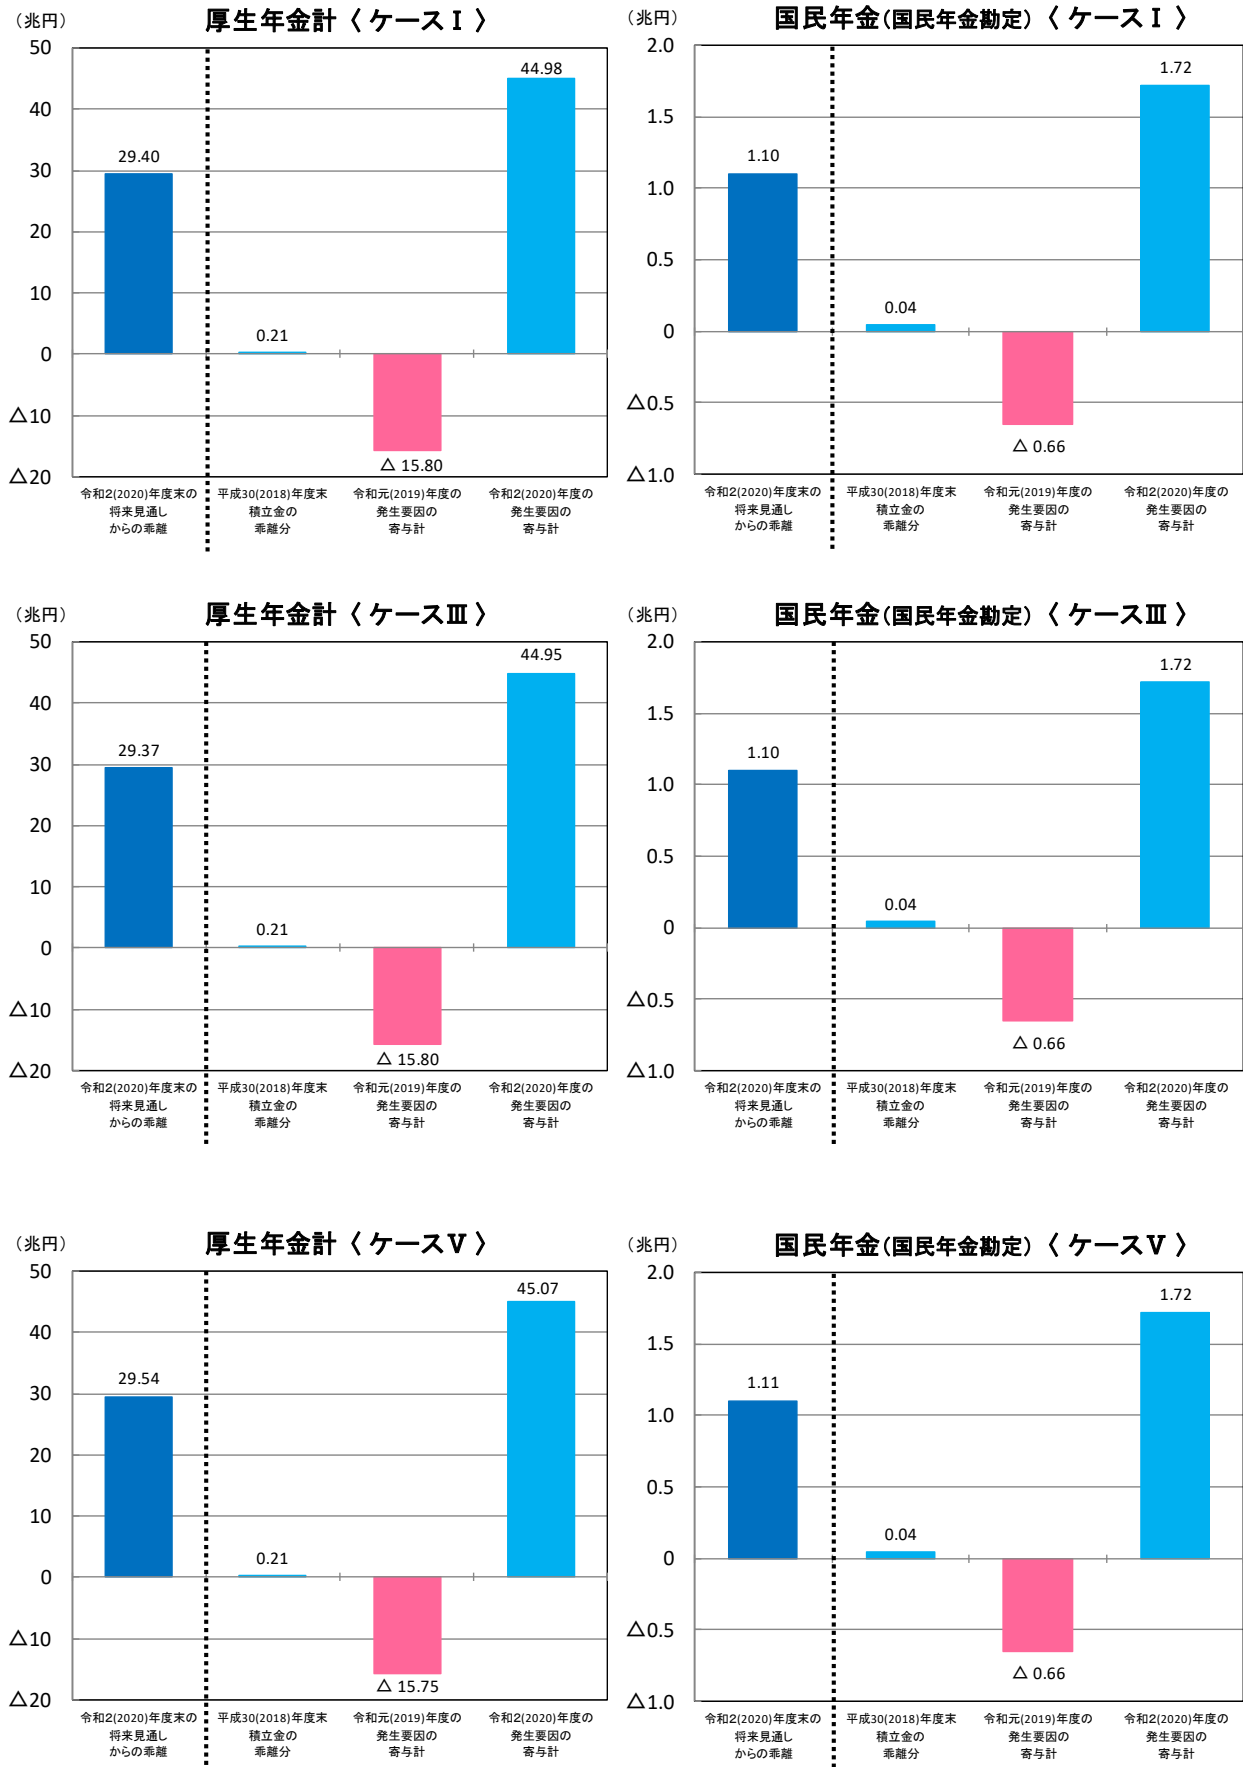 (兆円)
厚生年金計〈 ケースⅠ 〉
50
40
30
20
10
0
△10
△20
29.40
0.21
△ 15.80
44.98
令和2(2020)年度末の
将来見通し
からの乖離
平成30(2018)年度末
積立金の
乖離分
令和元(2019)年度の
発生要因の
寄与計
令和2(2020)年度の
発生要因の
寄与計
(兆円)
国民年金(国民年金勘定)〈 ケースⅠ 〉
2.0
1.5
1.0
0.5
0
△0.5
△1.0
1.10
0.04
△ 0.66
1.72
令和2(2020)年度末の
将来見通し
からの乖離
平成30(2018)年度末
積立金の
乖離分
令和元(2019)年度の
発生要因の
寄与計
令和2(2020)年度の
発生要因の
寄与計
(兆円)
厚生年金計〈 ケースⅢ 〉
50
40
30
20
10
0
△10
△20
29.37
0.21
△ 15.80
44.95
令和2(2020)年度末の
将来見通し
からの乖離
平成30(2018)年度末
積立金の
乖離分
令和元(2019)年度の
発生要因の
寄与計
令和2(2020)年度の
発生要因の
寄与計
(兆円)
国民年金(国民年金勘定)〈 ケースⅢ 〉
2.0
1.5
1.0
0.5
0
△0.5
△1.0
1.10
0.04
△ 0.66
1.72
令和2(2020)年度末の
将来見通し
からの乖離
平成30(2018)年度末
積立金の
乖離分
令和元(2019)年度の
発生要因の
寄与計
令和2(2020)年度の
発生要因の
寄与計
(兆円)
厚生年金計〈 ケースⅤ 〉
50
40
30
20
10
0
△10
△20
29.54
0.21
△ 15.75
45.07
令和2(2020)年度末の
将来見通し
からの乖離
平成30(2018)年度末
積立金の
乖離分
令和元(2019)年度の
発生要因の
寄与計
令和2(2020)年度の
発生要因の
寄与計
(兆円)
国民年金(国民年金勘定)〈 ケースⅤ 〉
2.0
1.5
1.0
0.5
0
△0.5
△1.0
1.11
0.04
△ 0.66
1.72
令和2(2020)年度末の
将来見通し
からの乖離
平成30(2018)年度末
積立金の
乖離分
令和元(2019)年度の
発生要因の
寄与計
令和2(2020)年度の
発生要因の
寄与計